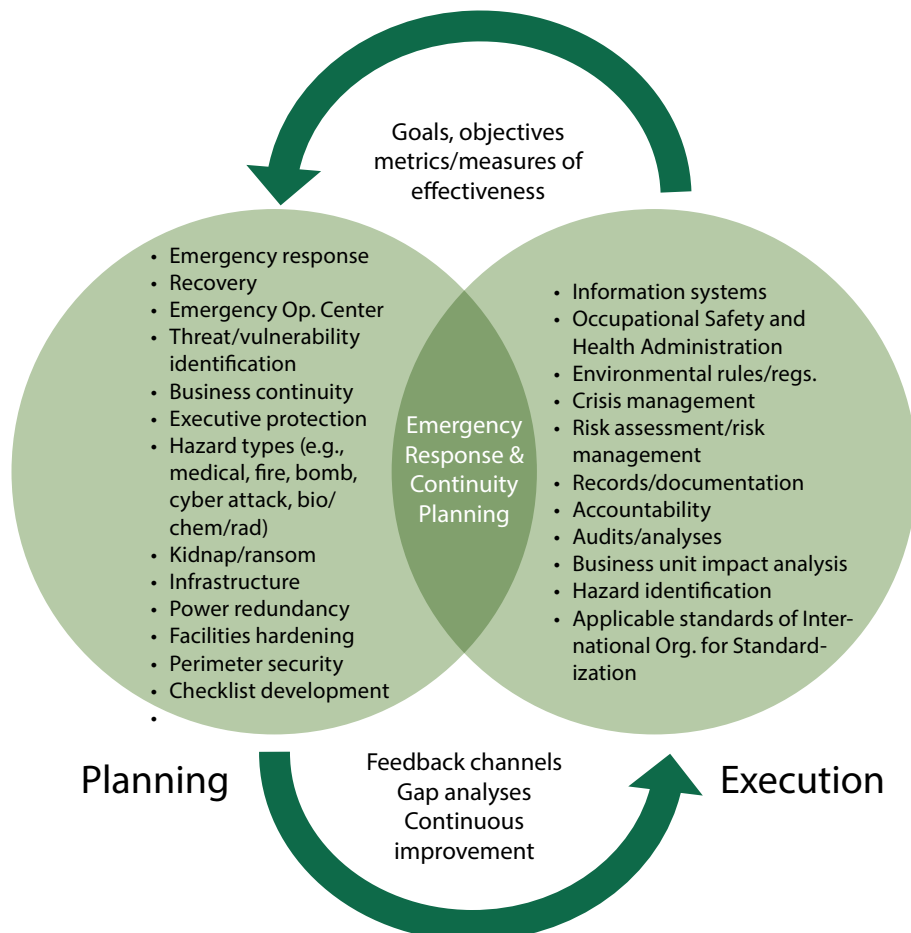 Goals, objectives
metrics/measures of
effectiveness
• Emergency response
• Recovery
• Emergency Op. Center
• Threat/vulnerability
identification
• Business continuity
• Executive protection
• Hazard types (e.g.,
medical, fire, bomb,
cyber attack, bio/
chem/rad)
• Kidnap/ransom
• Infrastructure
• Power redundancy
• Facilities hardening
• Perimeter security
• Checklist development
•
Emergency
Response &
Continuity
Planning
• Information systems
• Occupational Safety and
Health Administration
• Environmental rules/regs.
• Crisis management
• Risk assessment/risk
management
• Records/documentation
• Accountability
• Audits/analyses
• Business unit impact analysis
• Hazard identification
• Applicable standards of Inter-
national Org. for Standard-
ization
Planning
Feedback channels
Gap analyses
Continuous
improvement
Execution